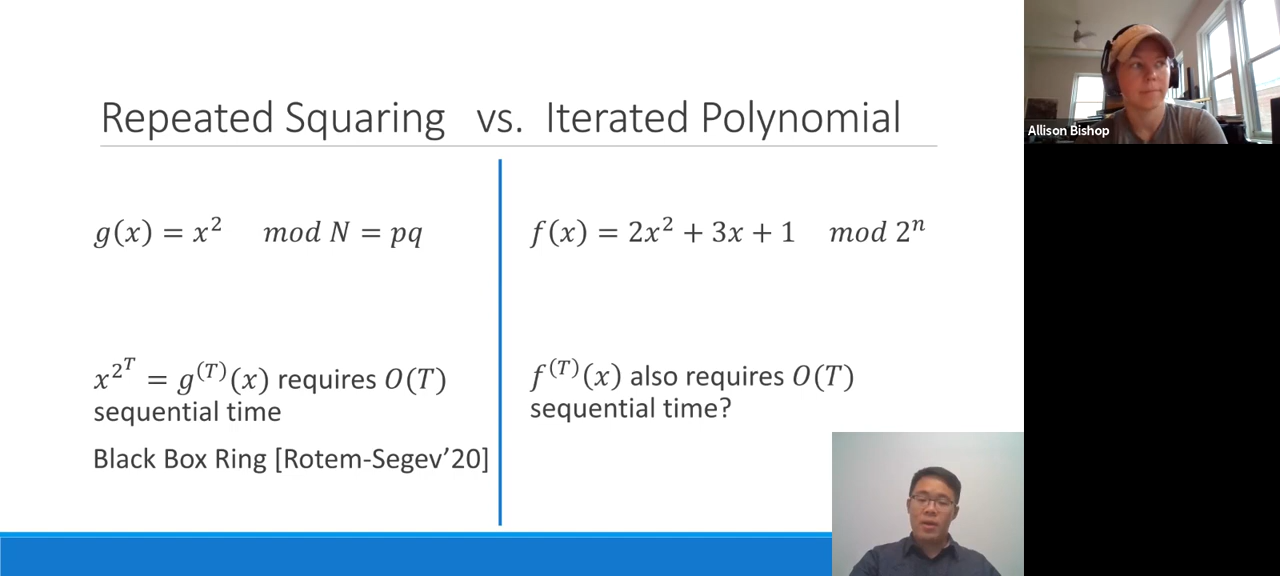 Repeated Squaring vs. Iterated Polynomial
g(x) = x² mod N = pq
x^{2^T} = g^{(T)}(x) requires O(T)
sequential time
Black Box Ring [Rotem-Segev'20]
f(x) = 2x² + 3x + 1 mod 2ⁿ
f^{(T)}(x) also requires O(T)
sequential time?
Allison Bishop